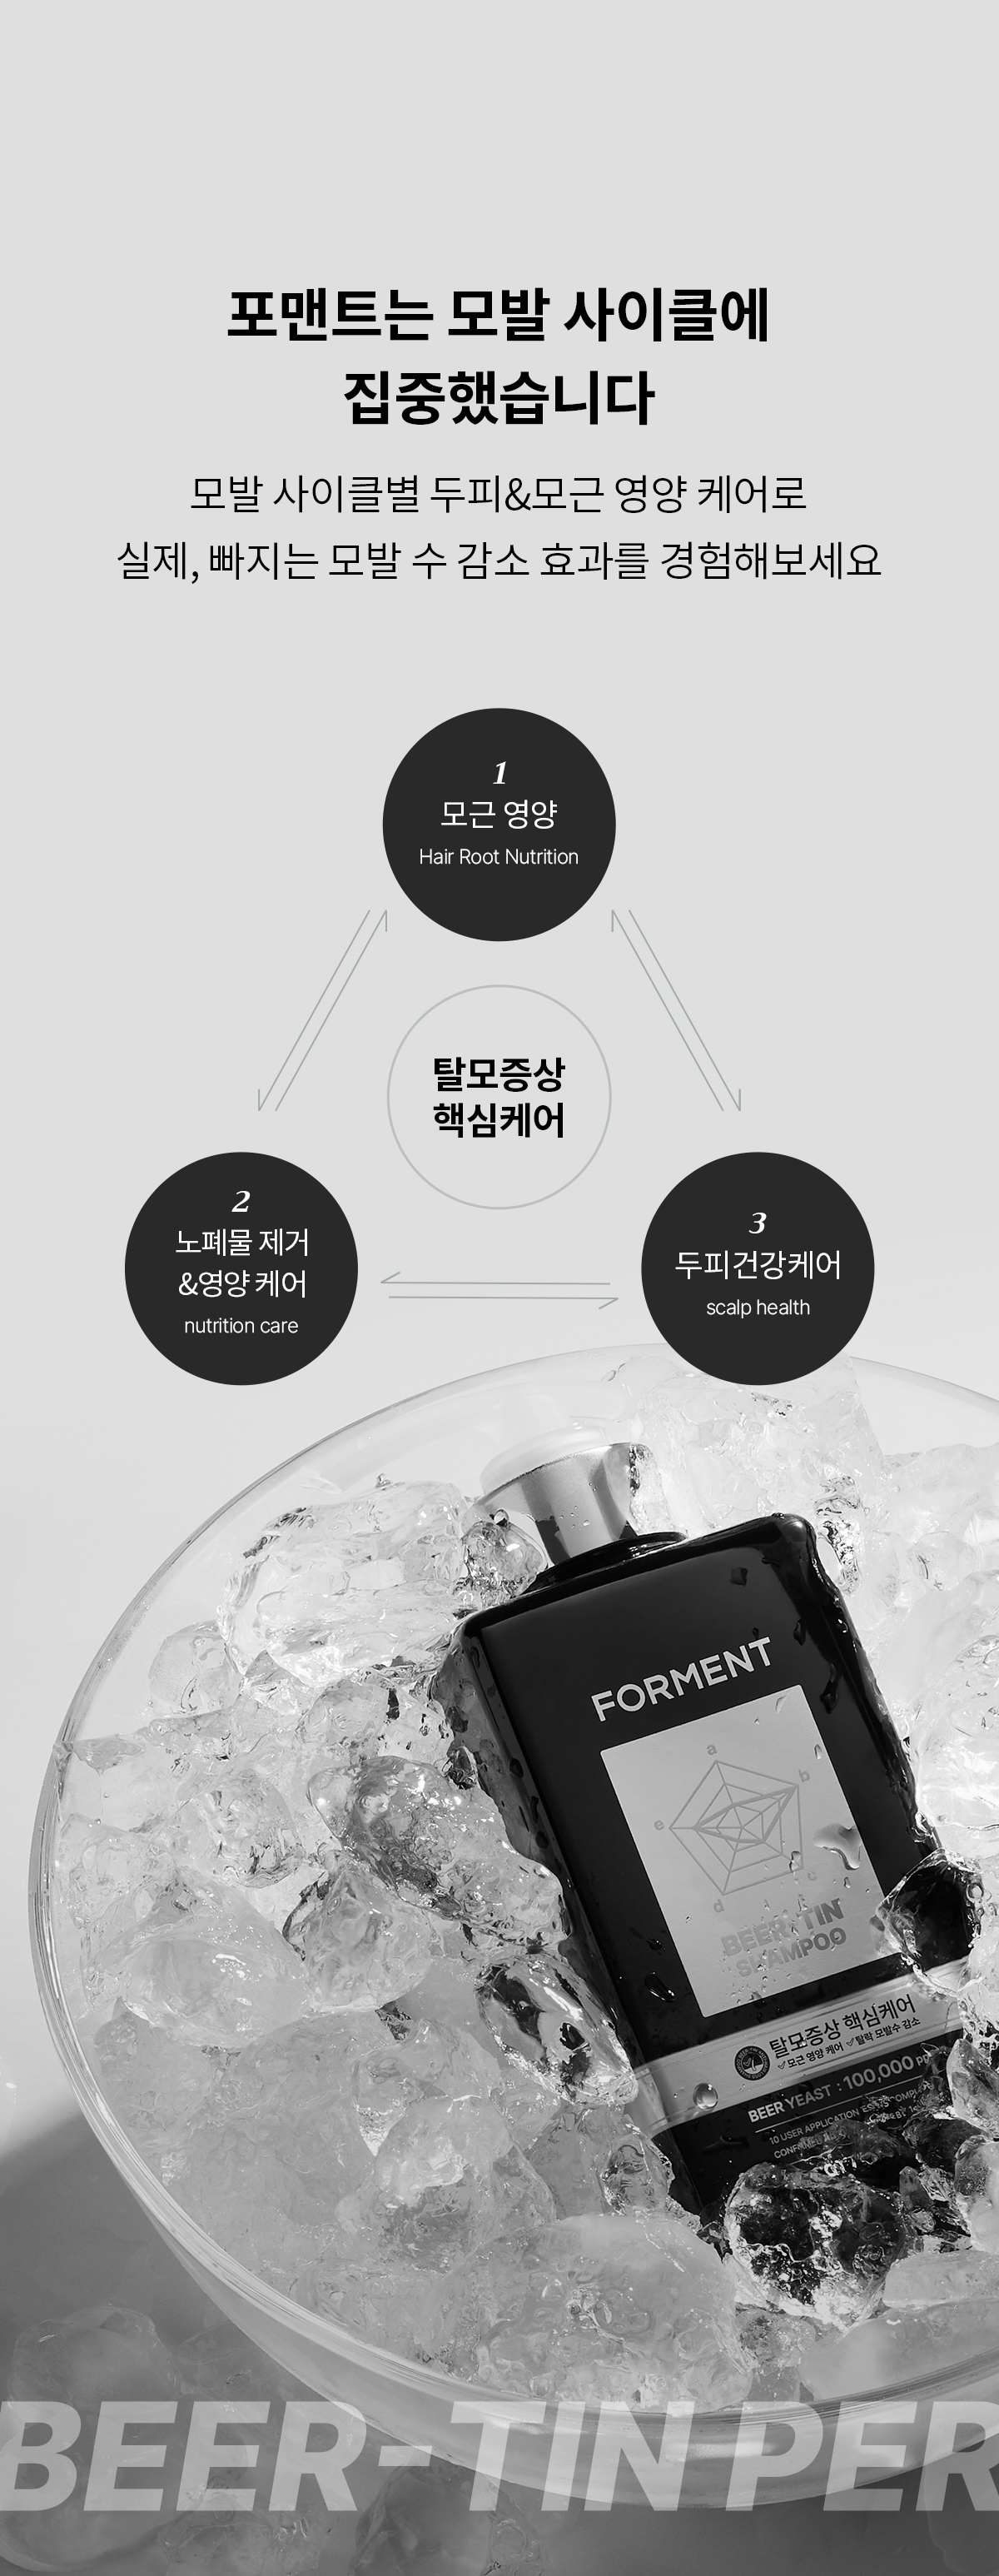 포맨트는 모발 사이클에
집중했습니다
모발 사이클별 두피&모근 영양 케어로
실제, 빠지는 모발 수 감소 효과를 경험해보세요
1
모근 영양
Hair Root Nutrition
탈모증상
핵심케어
2
노폐물 제거
&영양 케어
nutrition care
3
두피건강케어
scalp health
FORMENT
a
b
e
c
d
BEER-TIN
SHAMPOO
탈모증상 핵심케어
모근 영양 케어 탈락 모발수 감소
BEER YEAST : 100,000
10 USER APPLICATION
BEER-TIN PER